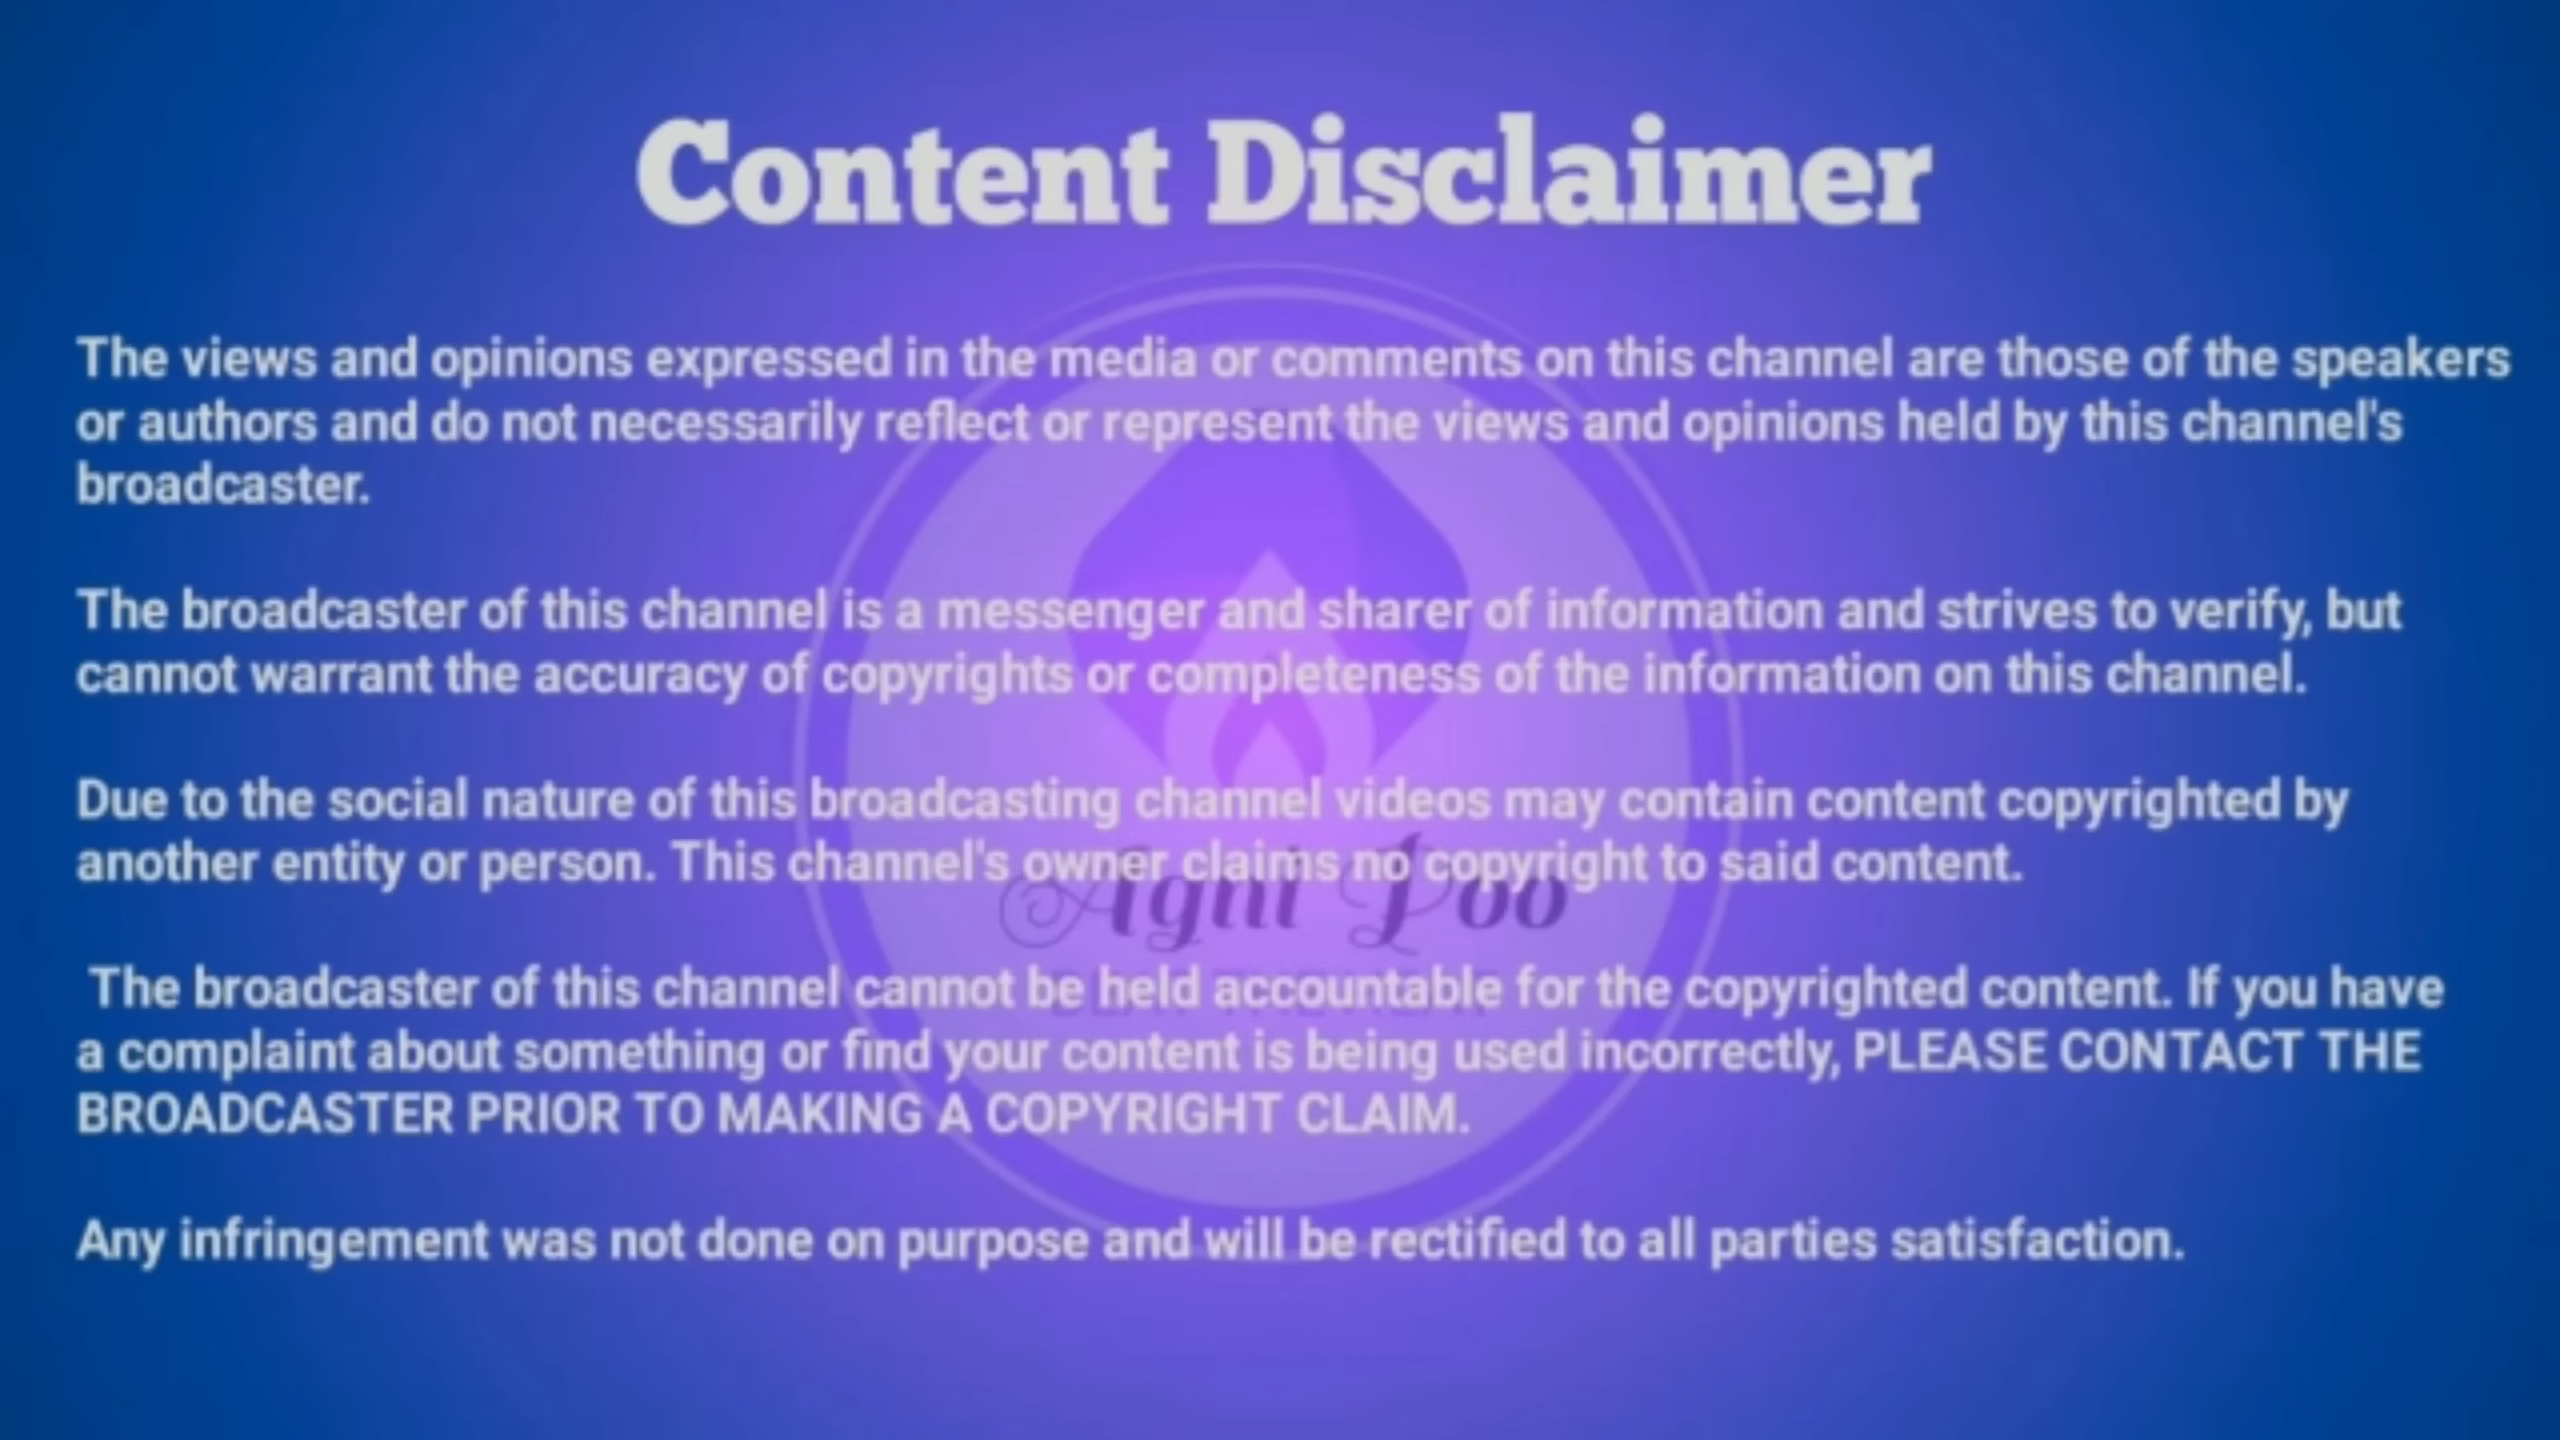 Content Disclaimer
The views and opinions expressed in the media or comments on this channel are those of the speakers
or authors and do not necessarily reflect or represent the views and opinions held by this channel's
broadcaster.
The broadcaster of this channel is a messenger and sharer of information and strives to verify, but
cannot warrant the accuracy of copyrights or completeness of the information on this channel.
Due to the social nature of this broadcasting channel videos may contain content copyrighted by
another entity or person. This channel's owner claims no copyright to said content.
Agni Poo
The broadcaster of this channel cannot be held accountable for the copyrighted content. If you have
a complaint about something or find your content is being used incorrectly, PLEASE CONTACT THE
BROADCASTER PRIOR TO MAKING A COPYRIGHT CLAIM.
Any infringement was not done on purpose and will be rectified to all parties satisfaction.